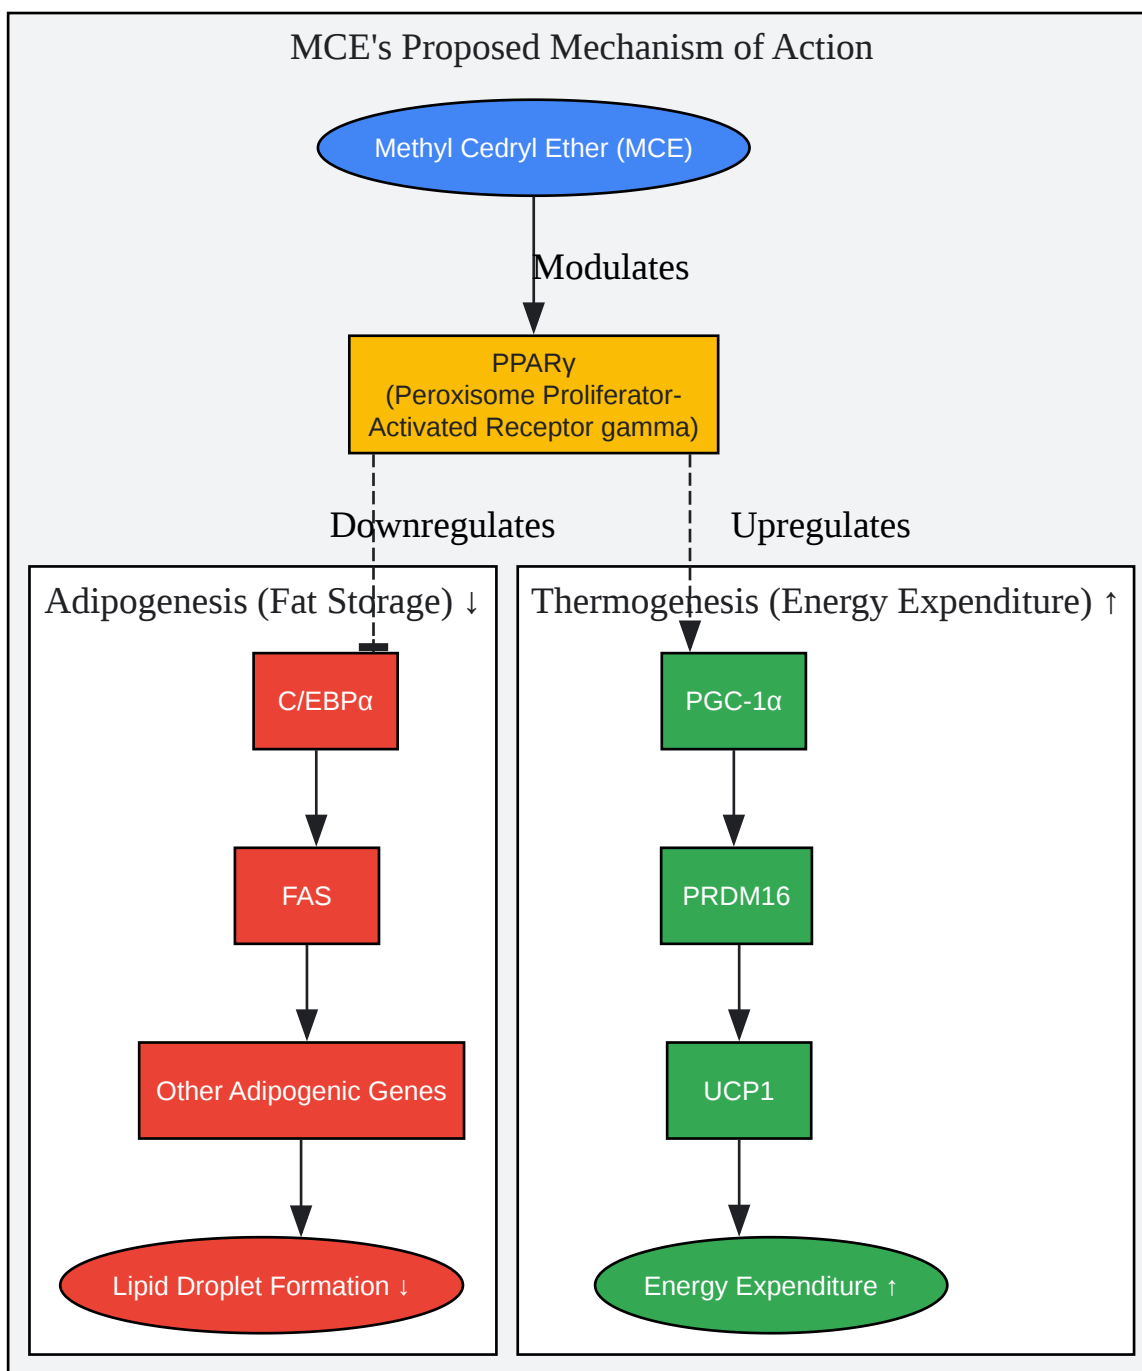 MCE's Proposed Mechanism of Action
Methyl Cedryl Ether (MCE)
Modulates
PPARγ
(Peroxisome Proliferator-
Activated Receptor gamma)
Downregulates
Upregulates
Adipogenesis (Fat Storage) ↓
C/EBPα
FAS
Other Adipogenic Genes
Lipid Droplet Formation ↓
Thermogenesis (Energy Expenditure) ↑
PGC-1α
PRDM16
UCP1
Energy Expenditure ↑